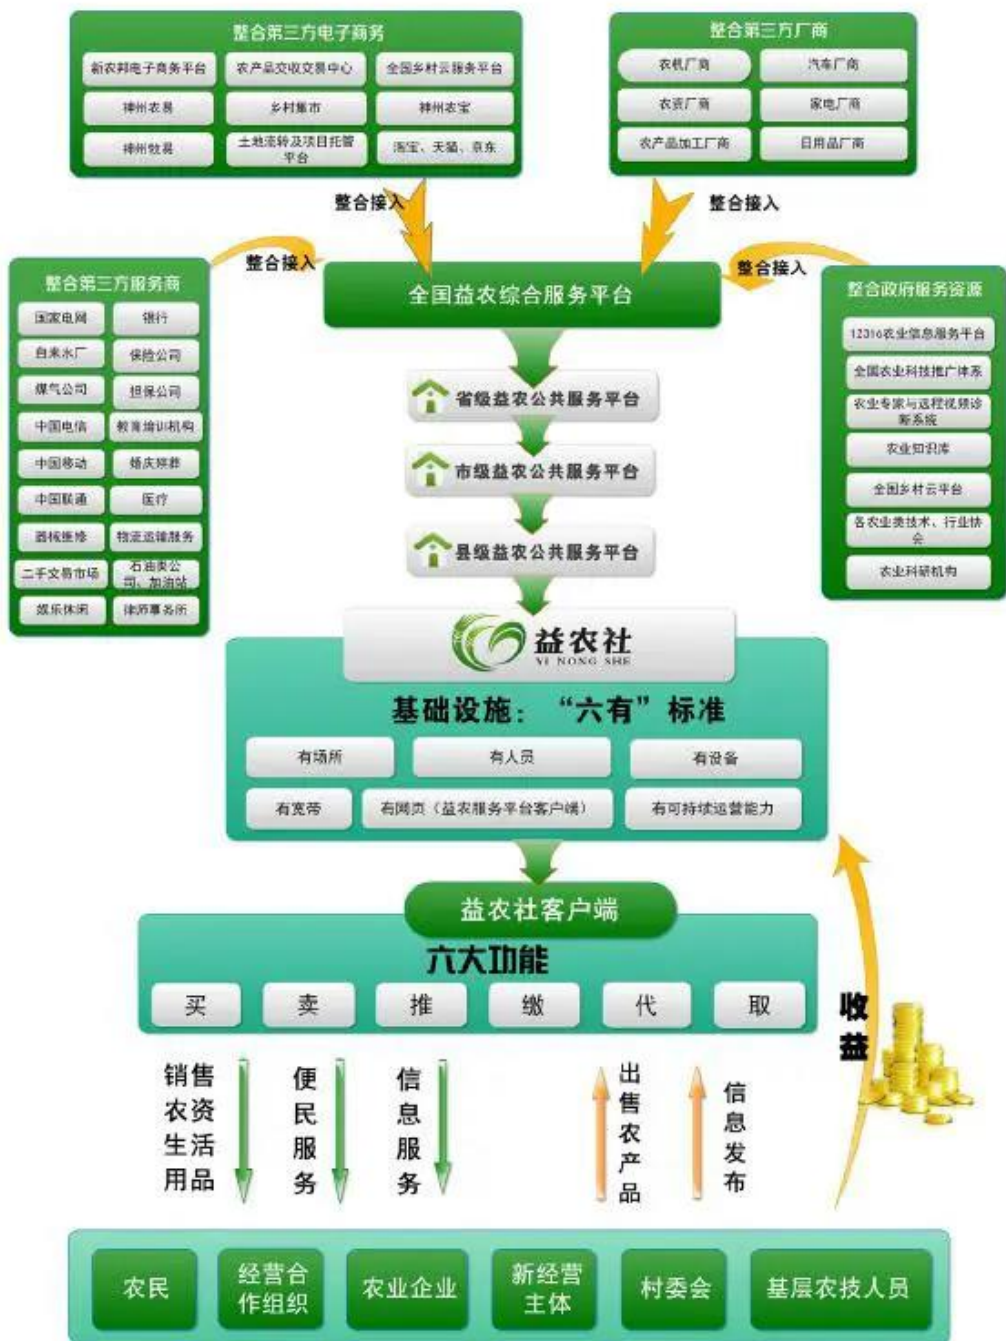 整合第三方电子商务
新农邦电子商务平台
农产品交收交易中心
全国乡村云服务平台
神州农易
乡村集市
神州农宝
神州牧易
土地流转及项目托管
平台
淘宝、天猫、京东
整合第三方厂商
农机厂商
汽车厂商
农资厂商
家电厂商
农产品加工厂商
日用品厂商
整合接入
整合接入
整合接入
整合接入
整合第三方服务商
国家电网
银行
自来水厂
保险公司
煤气公司
担保公司
中国电信
教育培训机构
中国移动
婚庆殡葬
中国联通
医疗
器械维修
物流运输服务
二手交易市场
石油类公
司、加油站
娱乐休闲
律师事务所
全国益农综合服务平台
整合政府服务资源
12316农业信息服务平台
全国农业科技推广体系
农业专家与远程视频诊
断系统
农业知识库
全国乡村云平台
各农业类技术、行业协
会
农业科研机构
省级益农公共服务平台
市级益农公共服务平台
县级益农公共服务平台
益农社
YI NONG SHE
基础设施：“六有”标准
有场所
有人员
有设备
有宽带
有网页（益农服务平台客户端）
有可持续运营能力
益农社客户端
六大功能
买
卖
推
缴
代
取
销售
农资
生活
用品
便民服务
信息服务
出售农产品
信息发布
收益
农民
经营合
作组织
农业企业
新经营
主体
村委会
基层农技人员